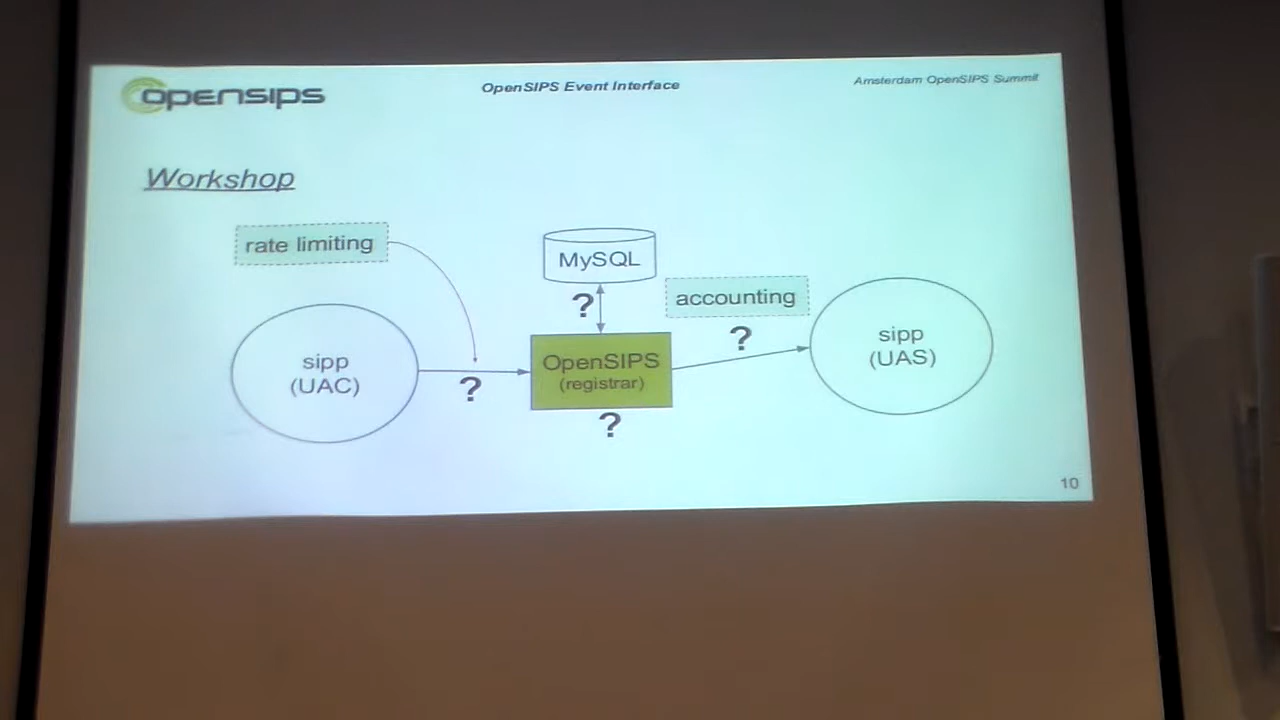 opensips
OpenSIPS Event Interface
Amsterdam OpenSIPS Summit
Workshop
rate limiting
MySQL
?
accounting
?
sipp
(UAC)
?
OpenSIPS
(registrar)
?
sipp
(UAS)
10